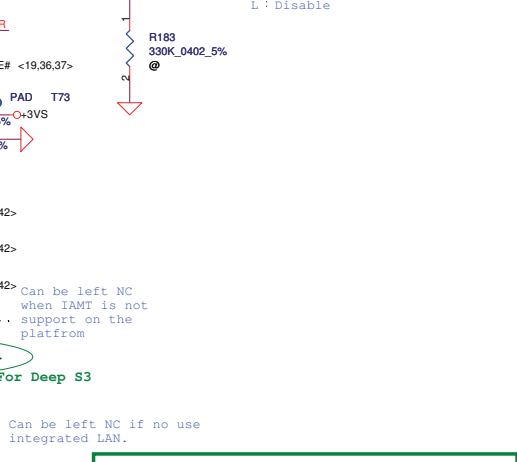 L : Disable
R
1
R183
330K_0402_5%
@
2
E# <19,36,37>
PAD T73
+3VS
%
%
42>
42>
42>
Can be left NC
when IAMT is not
support on the
platfrom
For Deep S3
Can be left NC if no use
integrated LAN.